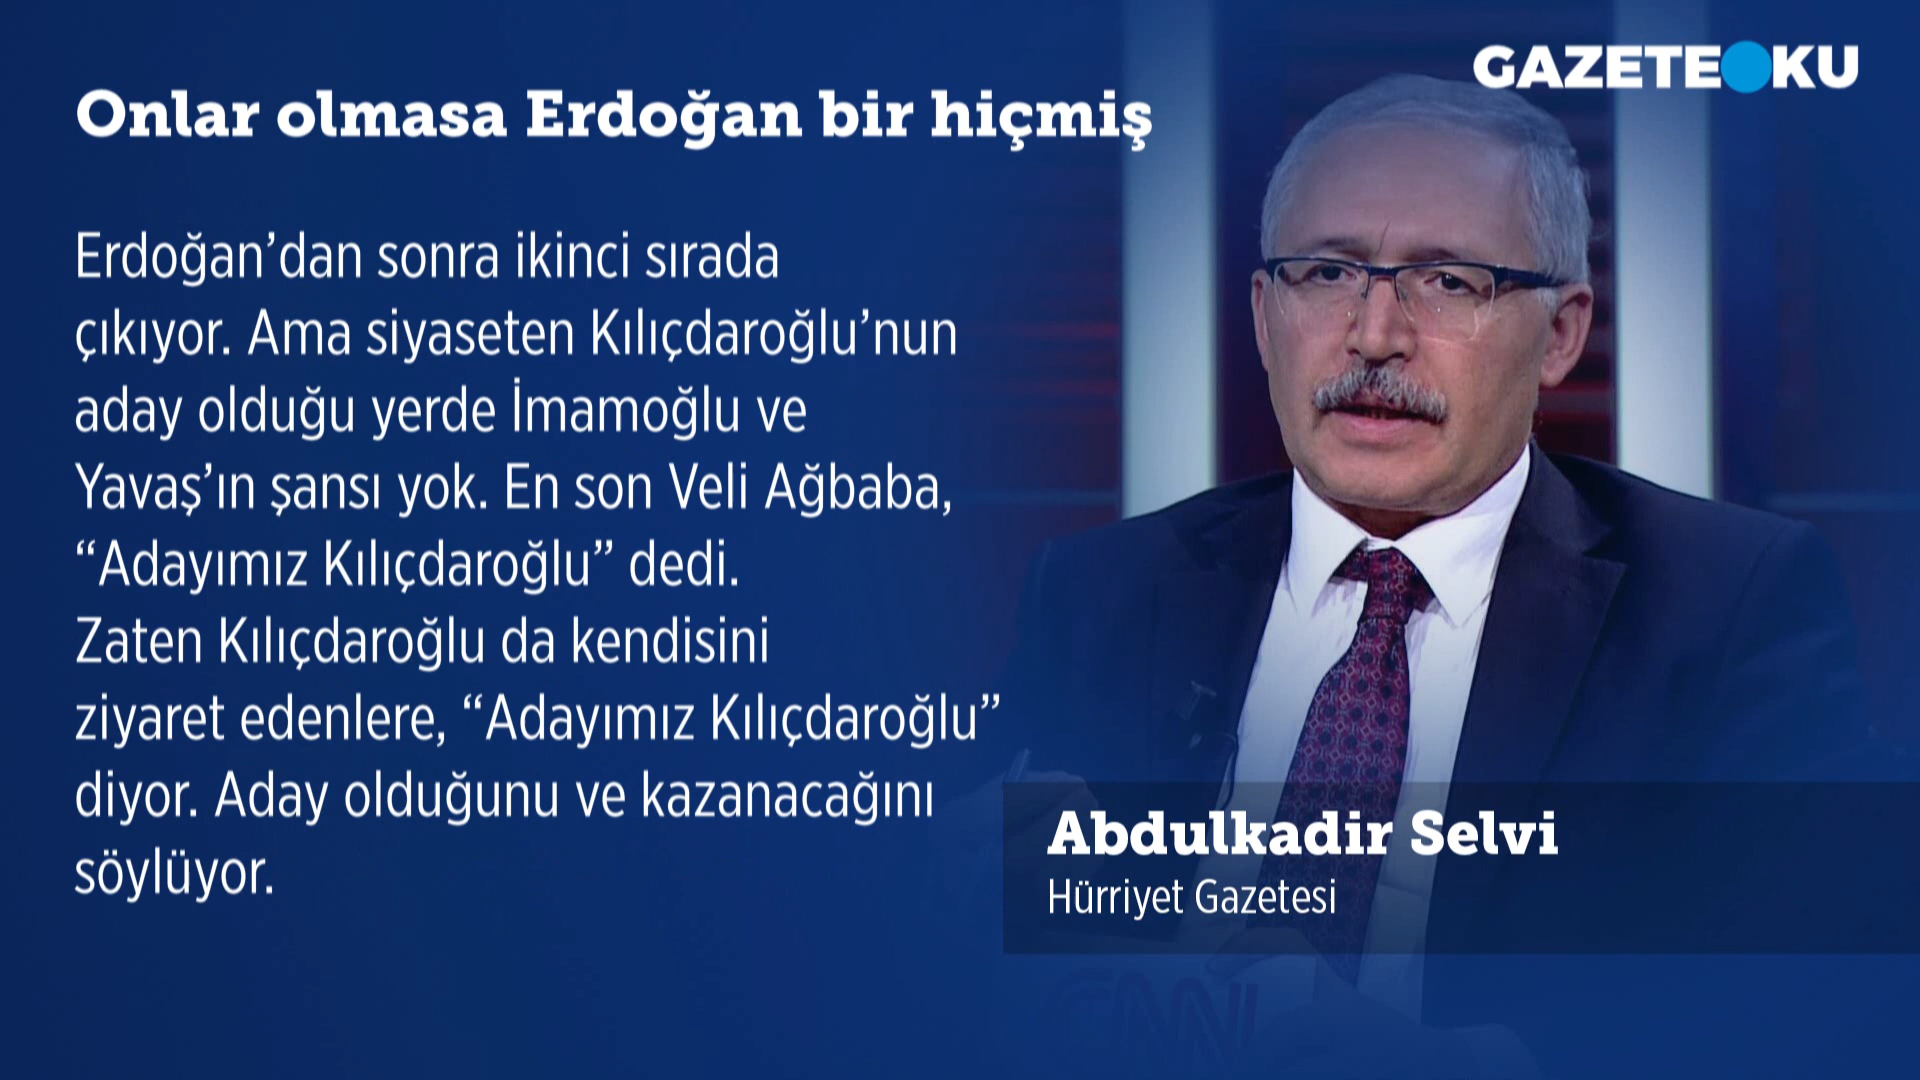 GAZETEOKU
Onlar olmasa Erdoğan bir hiçmiş
Erdoğan’dan sonra ikinci sırada
çıkıyor. Ama siyaseten Kılıçdaroğlu’nun
aday olduğu yerde İmamoğlu ve
Yavaş’ın şansı yok. En son Veli Ağbaba,
“Adayımız Kılıçdaroğlu” dedi.
Zaten Kılıçdaroğlu da kendisini
ziyaret edenlere, “Adayımız Kılıçdaroğlu”
diyor. Aday olduğunu ve kazanacağını
söylüyor.
Abdulkadir Selvi
Hürriyet Gazetesi
CNN